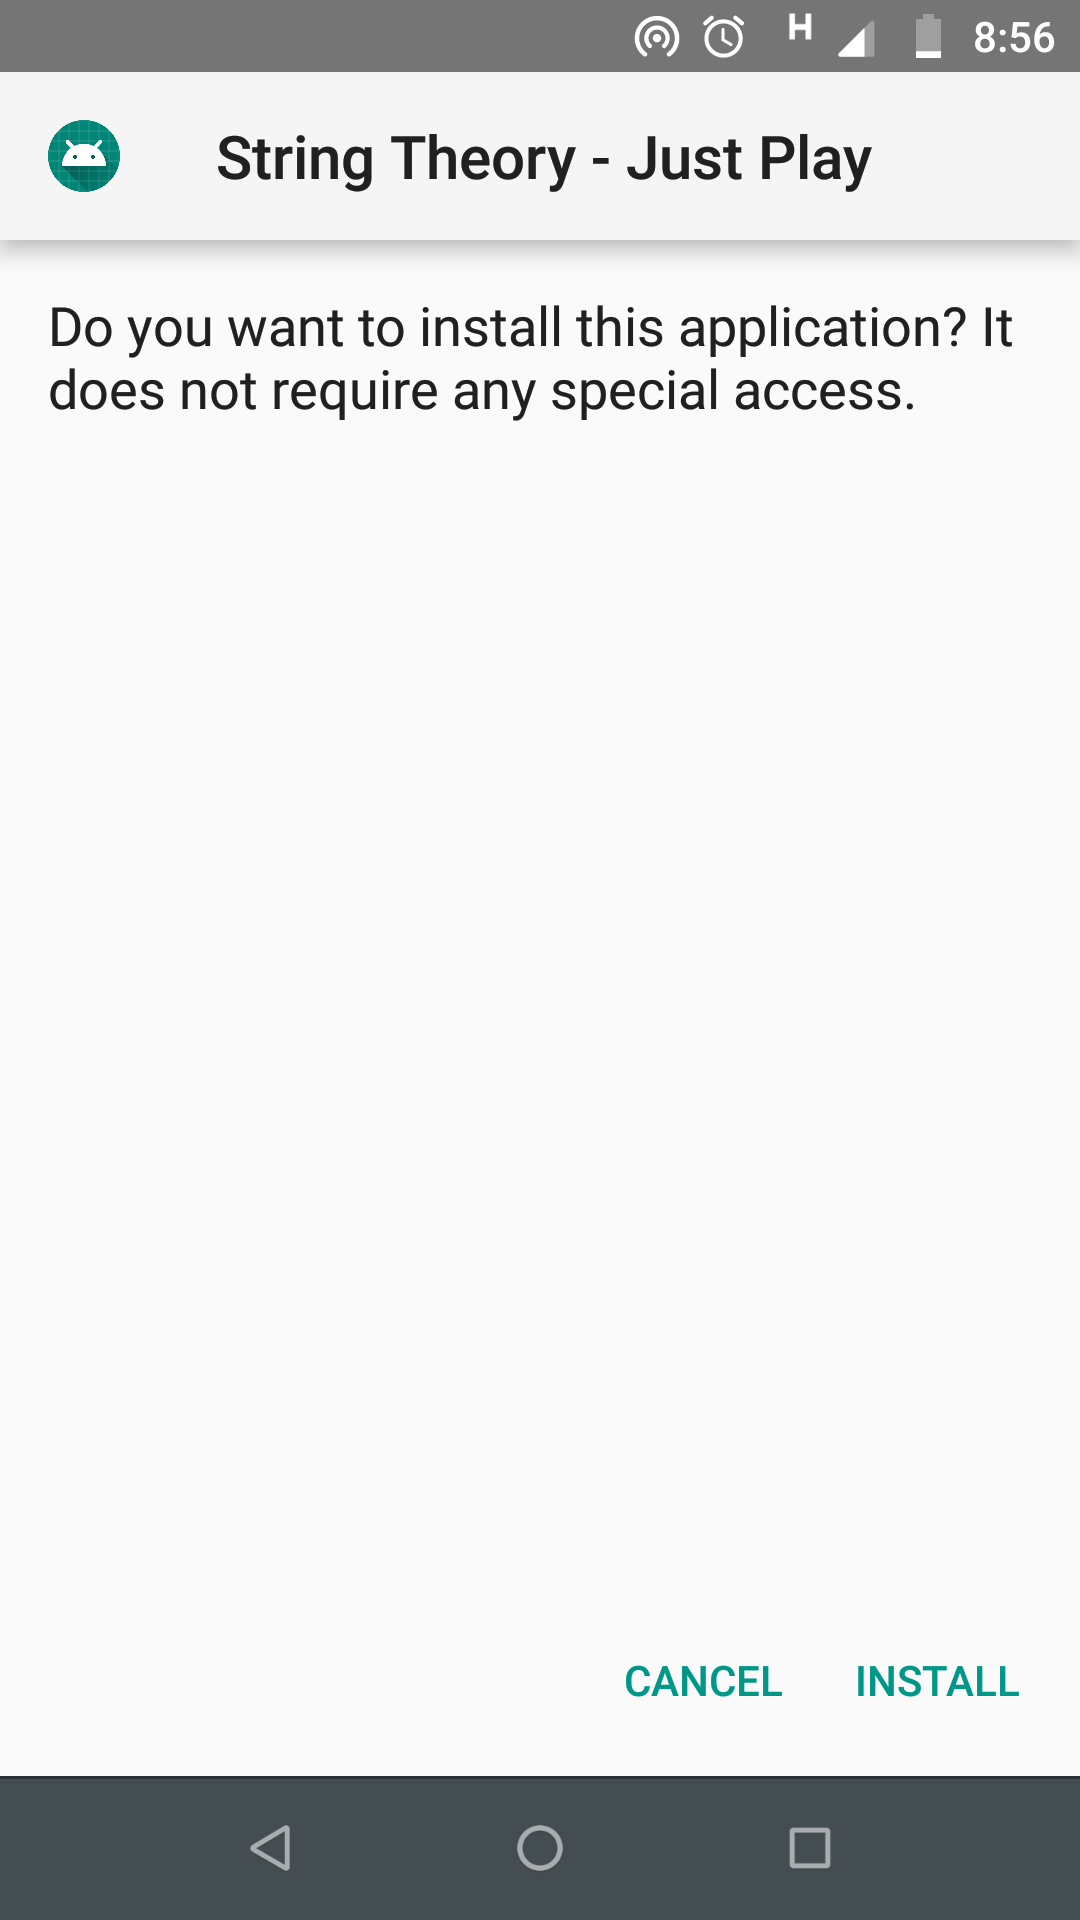 H 8:56
String Theory - Just Play
Do you want to install this application? It
does not require any special access.
CANCEL INSTALL